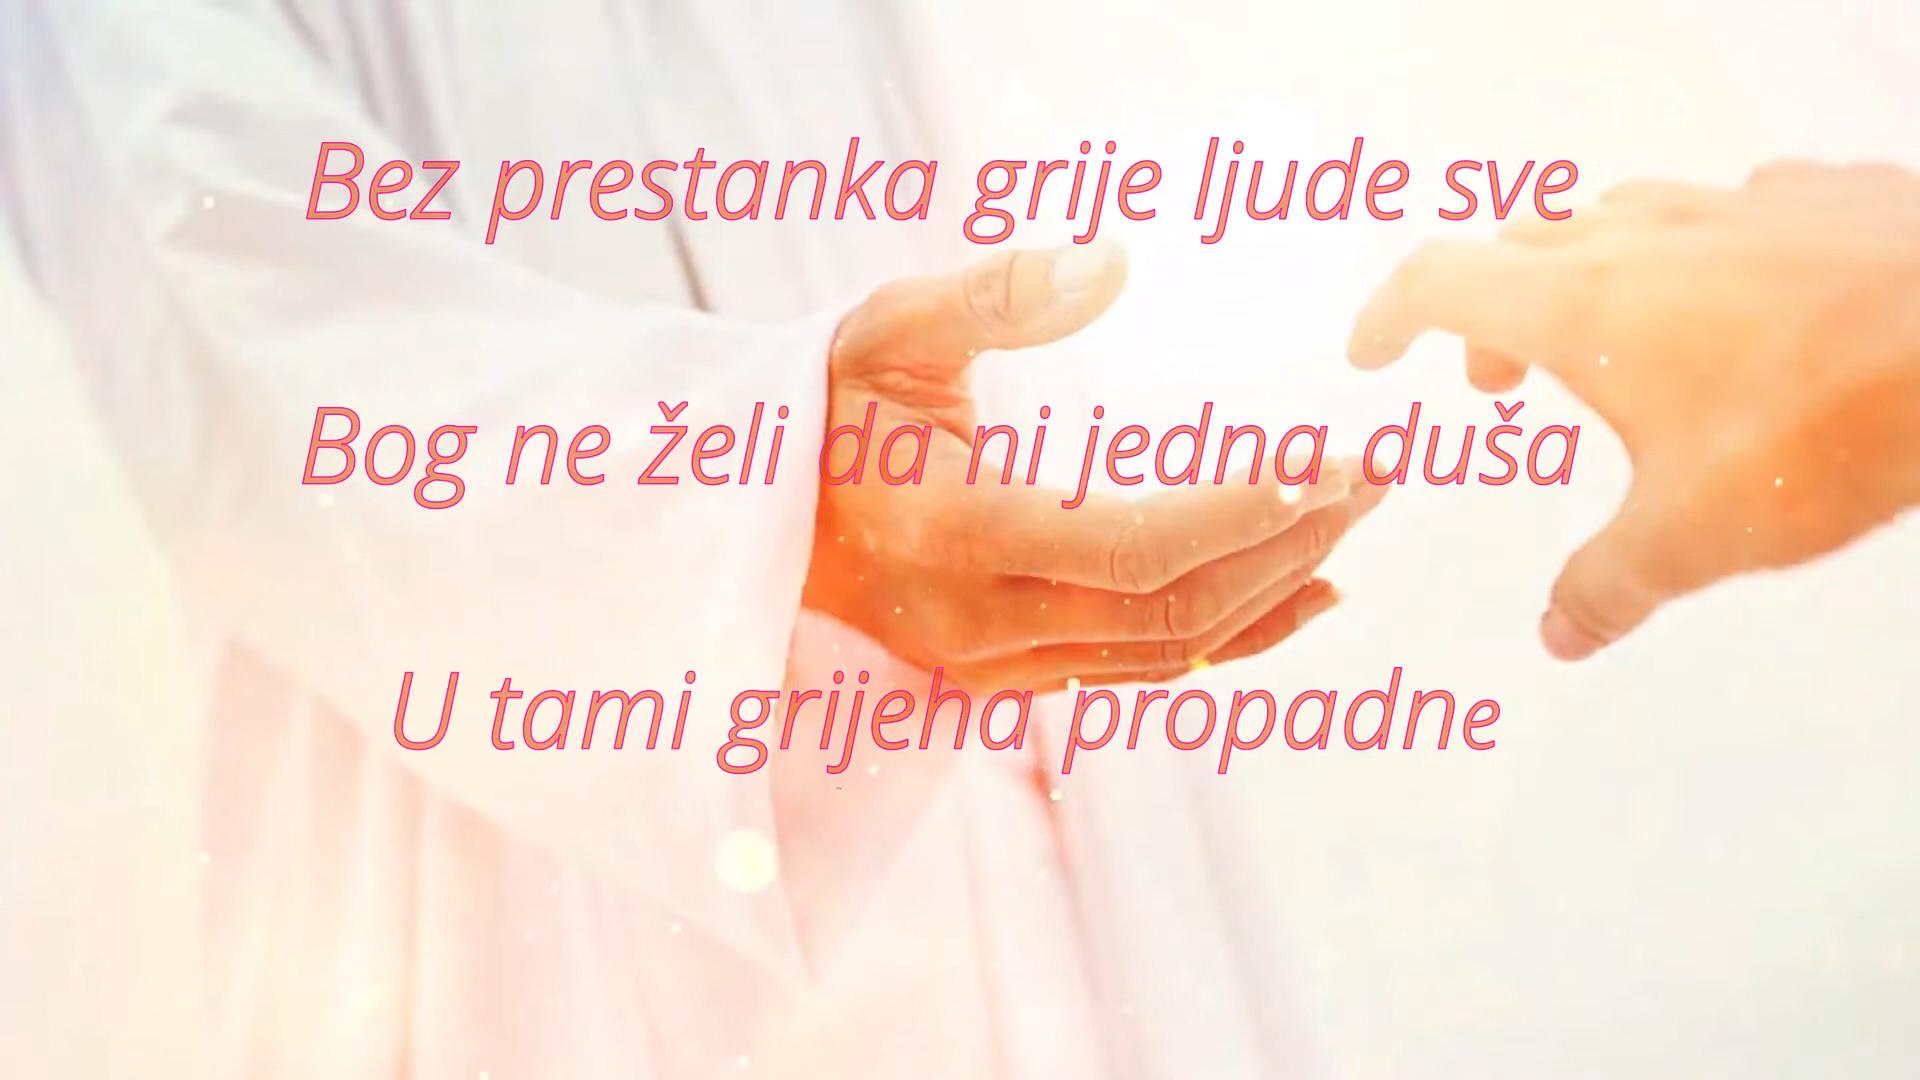 Bez prestanka grije ljude sve
Bog ne želi da ni jedna duša
U tami grijeha propadne